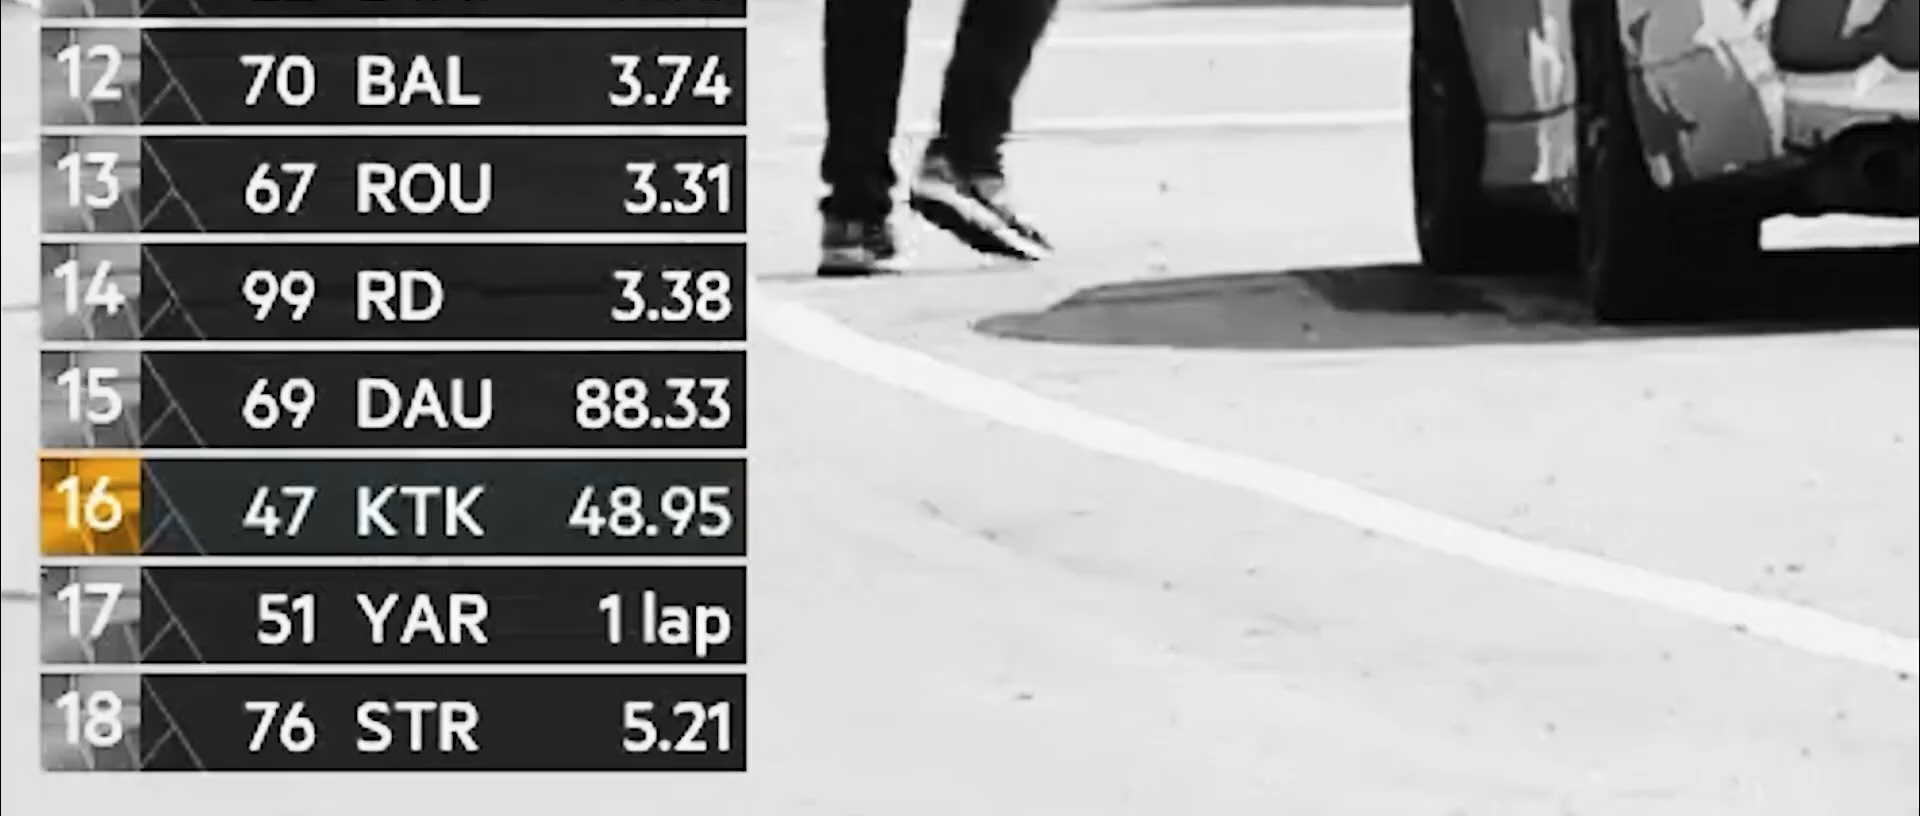 12 70 BAL 3.74
13 67 ROU 3.31
14 99 RD 3.38
15 69 DAU 88.33
16 47 KTK 48.95
17 51 YAR 1 lap
18 76 STR 5.21